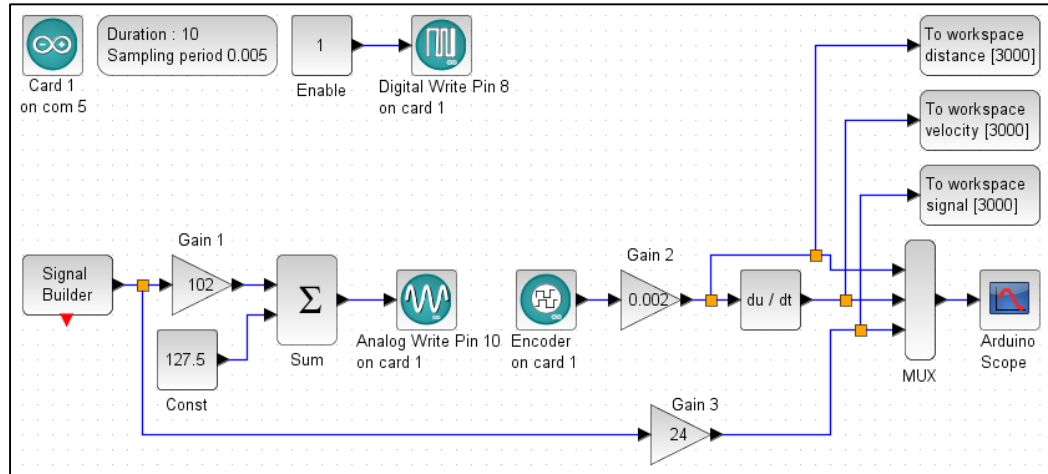 Duration : 10
Sampling period 0.005
Card 1
on com 5
1
Enable
Digital Write Pin 8
on card 1
To workspace
distance [3000]
To workspace
velocity [3000]
To workspace
signal [3000]
Signal
Builder
Gain 1
102
127.5
Const
Σ
Sum
Analog Write Pin 10
on card 1
Encoder
on card 1
Gain 2
0.002
du / dt
MUX
Arduino
Scope
Gain 3
24